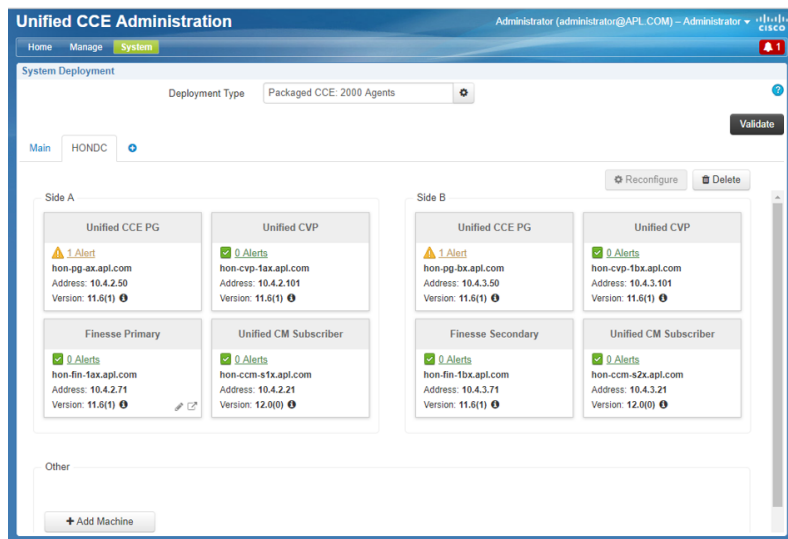 Unified CCE Administration
Administrator (administrator@APL.COM) – Administrator
CISCO
Home Manage System
1
System Deployment
Deployment Type Packaged CCE: 2000 Agents
?
Validate
Main HONDC
Reconfigure Delete
Side A
Unified CCE PG
1 Alert
hon-pg-ax.apl.com
Address: 10.4.2.50
Version: 11.6(1)
Unified CVP
0 Alerts
hon-cvp-1ax.apl.com
Address: 10.4.2.101
Version: 11.6(1)
Finesse Primary
0 Alerts
hon-fin-1ax.apl.com
Address: 10.4.2.71
Version: 11.6(1)
Unified CM Subscriber
0 Alerts
hon-ccm-s1x.apl.com
Address: 10.4.2.21
Version: 12.0(0)
Side B
Unified CCE PG
1 Alert
hon-pg-bx.apl.com
Address: 10.4.3.50
Version: 11.6(1)
Unified CVP
0 Alerts
hon-cvp-1bx.apl.com
Address: 10.4.3.101
Version: 11.6(1)
Finesse Secondary
0 Alerts
hon-fin-1bx.apl.com
Address: 10.4.3.71
Version: 11.6(1)
Unified CM Subscriber
0 Alerts
hon-ccm-s2x.apl.com
Address: 10.4.3.21
Version: 12.0(0)
Other
+ Add Machine